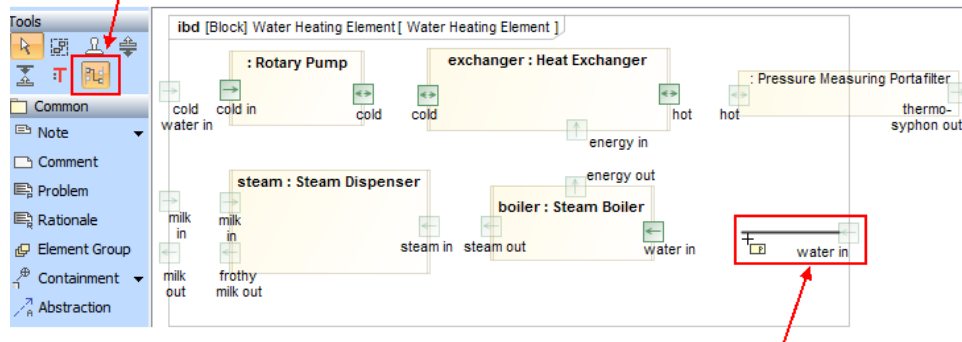 Tools
Common
Note
Comment
Problem
Rationale
Element Group
Containment
Abstraction
ibd [Block] Water Heating Element [ Water Heating Element ]
: Rotary Pump
exchanger : Heat Exchanger
: Pressure Measuring Portafilter
cold
water in
cold in
cold
cold
hot
hot
thermo-
syphon out
energy in
steam : Steam Dispenser
energy out
boiler : Steam Boiler
milk
in
milk
in
steam in
steam out
water in
water in
milk
out
frothy
milk out